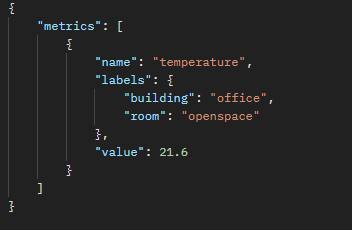 {
    "metrics": [
        {
            "name": "temperature",
            "labels": {
                "building": "office",
                "room": "openspace"
            },
            "value": 21.6
        }
    ]
}